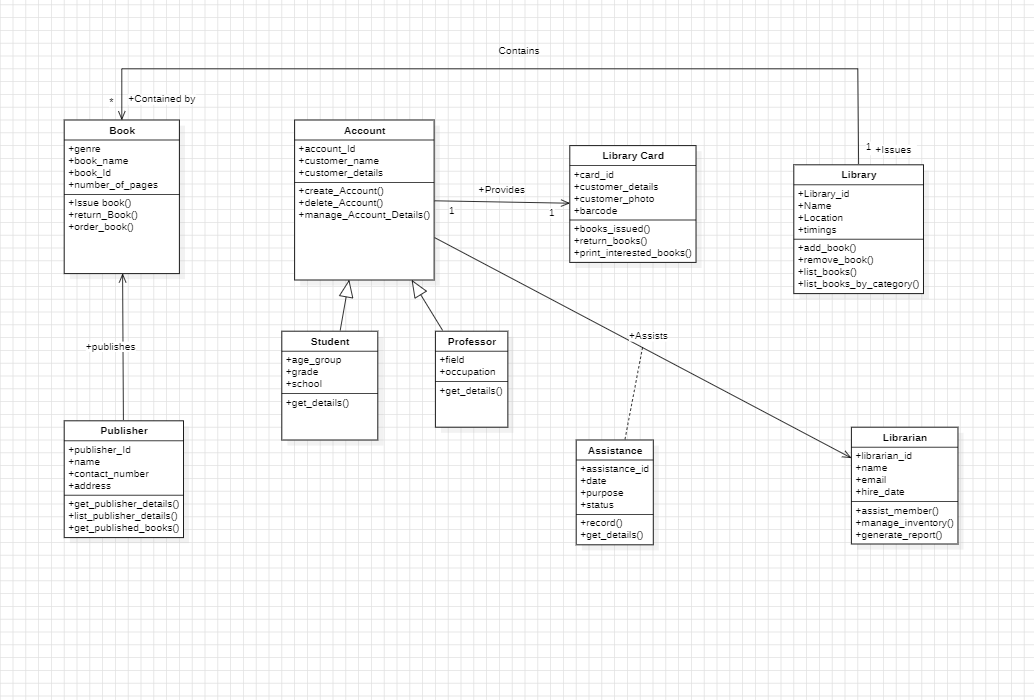 Contains
* +Contained by
1 +Issues
Book
+genre
+book_name
+book_Id
+number_of_pages
+Issue book()
+return_Book()
+order_book()
Account
+account_Id
+customer_name
+customer_details
+create_Account()
+delete_Account()
+manage_Account_Details()
+Provides
1
1
Library Card
+card_id
+customer_details
+customer_photo
+barcode
+books_issued()
+return_books()
+print_interested_books()
Library
+Library_id
+Name
+Location
+timings
+add_book()
+remove_book()
+list_books()
+list_books_by_category()
+publishes
+Assists
Student
+age_group
+grade
+school
+get_details()
Professor
+field
+occupation
+get_details()
Publisher
+publisher_Id
+name
+contact_number
+address
+get_publisher_details()
+list_publisher_details()
+get_published_books()
Assistance
+assistance_id
+date
+purpose
+status
+record()
+get_details()
Librarian
+librarian_id
+name
+email
+hire_date
+assist_member()
+manage_inventory()
+generate_report()